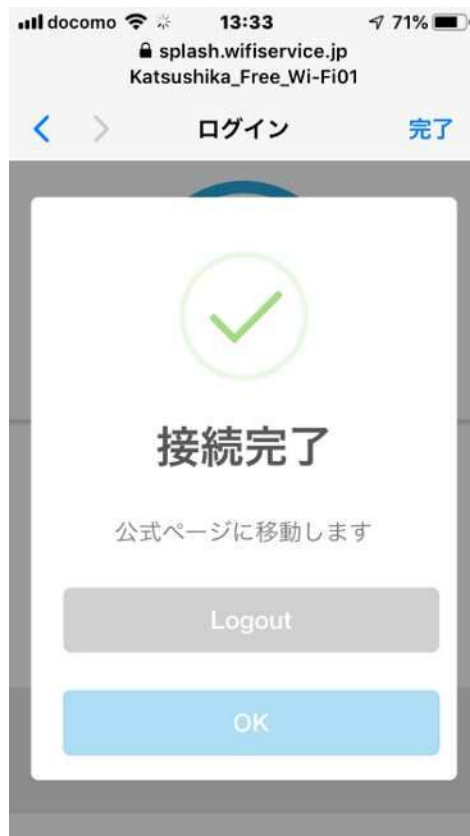 docomo 13:33 71%
splash.wifiservice.jp
Katsushika_Free_Wi-Fi01
ログイン 完了
接続完了
公式ページに移動します
Logout
OK